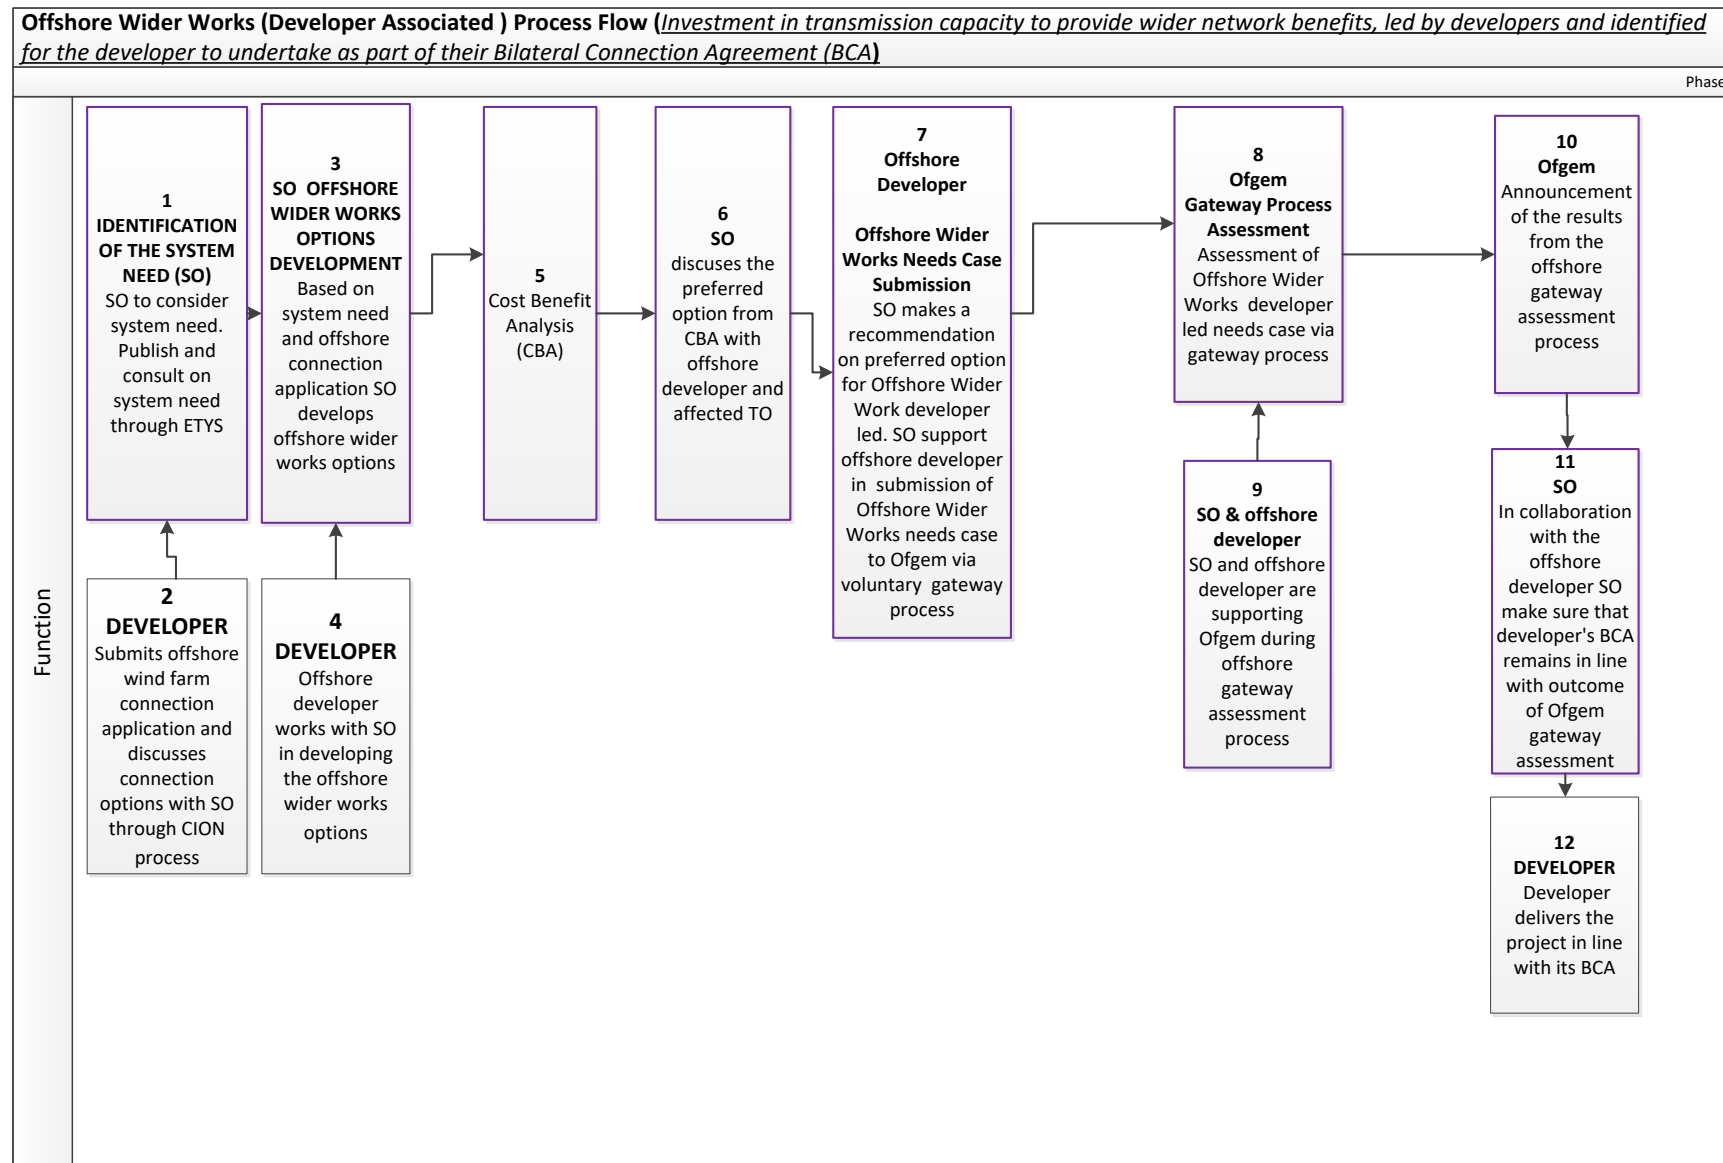 Offshore Wider Works (Developer Associated ) Process Flow (Investment in transmission capacity to provide wider network benefits, led by developers and identified
for the developer to undertake as part of their Bilateral Connection Agreement (BCA)
Phase
Function
1
IDENTIFICATION
OF THE SYSTEM
NEED (SO)
SO to consider
system need.
Publish and
consult on
system need
through ETYS
2
DEVELOPER
Submits offshore
wind farm
connection
application and
discusses
connection
options with SO
through CION
process
3
SO OFFSHORE
WIDER WORKS
OPTIONS
DEVELOPMENT
Based on
system need
and offshore
connection
application SO
develops
offshore wider
works options
4
DEVELOPER
Offshore
developer
works with SO
in developing
the offshore
wider works
options
5
Cost Benefit
Analysis
(CBA)
6
SO
discuses the
preferred
option from
CBA with
offshore
developer and
affected TO
7
Offshore
Developer
Offshore Wider
Works Needs Case
Submission
SO makes a
recommendation
on preferred option
for Offshore Wider
Work developer
led. SO support
offshore developer
in submission of
Offshore Wider
Works needs case
to Ofgem via
voluntary gateway
process
8
Ofgem
Gateway Process
Assessment
Assessment of
Offshore Wider
Works developer
led needs case via
gateway process
9
SO & offshore
developer
SO and offshore
developer are
supporting
Ofgem during
offshore
gateway
assessment
process
10
Ofgem
Announcement
of the results
from the
offshore
gateway
assessment
process
11
SO
In collaboration
with the
offshore
developer SO
make sure that
developer's BCA
remains in line
with outcome
of Ofgem
gateway
assessment
12
DEVELOPER
Developer
delivers the
project in line
with its BCA